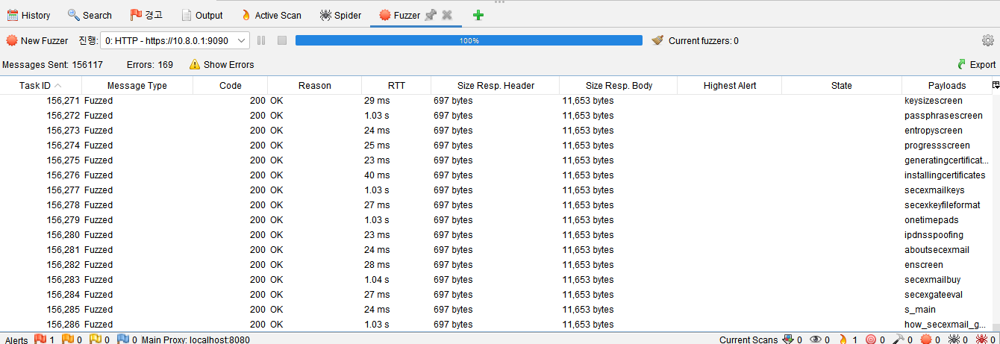 History Search 경고 Output Active Scan Spider Fuzzer
New Fuzzer 진행: 0: HTTP - https://10.8.0.1:9090 100% Current fuzzers: 0
Messages Sent: 156117 Errors: 169 Show Errors Export
Task ID Message Type Code Reason RTT Size Resp. Header Size Resp. Body Highest Alert State Payloads
156,271 Fuzzed 200 OK 29 ms 697 bytes 11,653 bytes keysizescreen
156,272 Fuzzed 200 OK 1.03 s 697 bytes 11,653 bytes passphrasescreen
156,273 Fuzzed 200 OK 24 ms 697 bytes 11,653 bytes entropyscreen
156,274 Fuzzed 200 OK 25 ms 697 bytes 11,653 bytes progressscreen
156,275 Fuzzed 200 OK 23 ms 697 bytes 11,653 bytes generatingcertificat...
156,276 Fuzzed 200 OK 40 ms 697 bytes 11,653 bytes installingcertificates
156,277 Fuzzed 200 OK 1.03 s 697 bytes 11,653 bytes secexmailkeys
156,278 Fuzzed 200 OK 27 ms 697 bytes 11,653 bytes secexkeyfileformat
156,279 Fuzzed 200 OK 1.03 s 697 bytes 11,653 bytes onetimepads
156,280 Fuzzed 200 OK 23 ms 697 bytes 11,653 bytes ipdnsspoofing
156,281 Fuzzed 200 OK 24 ms 697 bytes 11,653 bytes aboutsecexmail
156,282 Fuzzed 200 OK 28 ms 697 bytes 11,653 bytes enscreen
156,283 Fuzzed 200 OK 1.04 s 697 bytes 11,653 bytes secexmailbuy
156,284 Fuzzed 200 OK 27 ms 697 bytes 11,653 bytes secexgateeval
156,285 Fuzzed 200 OK 24 ms 697 bytes 11,653 bytes s_main
156,286 Fuzzed 200 OK 1.03 s 697 bytes 11,653 bytes how_secexmail_g...
Alerts 1 0 0 0 Main Proxy: localhost:8080 Current Scans 0 0 1 0 0 0 0 0